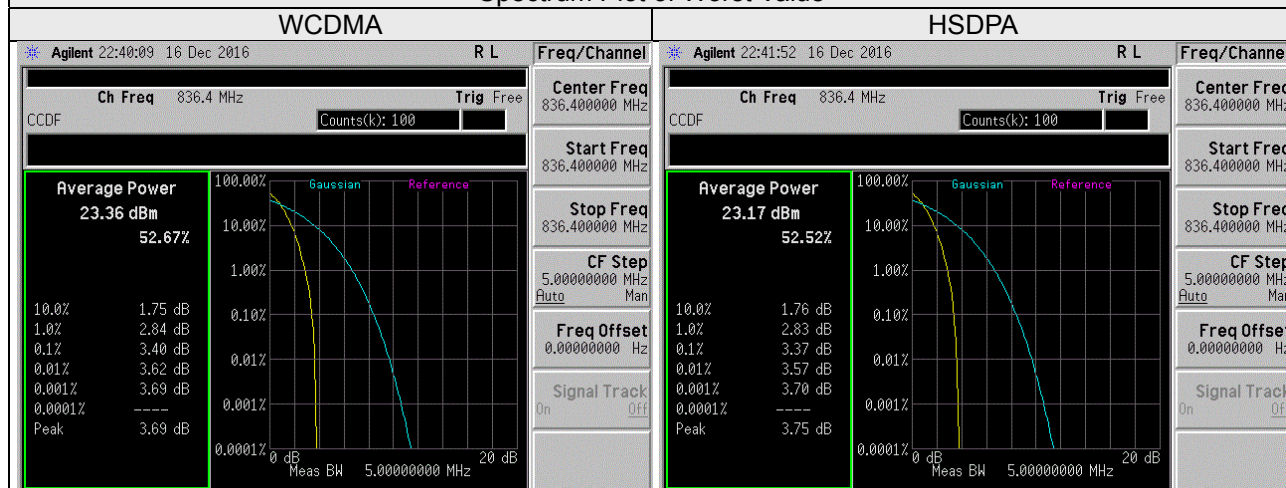 Spectrum Plot of Worst Value
WCDMA
HSDPA
Agilent 22:40:09 16 Dec 2016
R L
Freq/Channel
Ch Freq 836.4 MHz
Trig Free
CCDF
Counts(k): 100
Average Power
23.36 dBm
52.67%
10.0% 1.75 dB
1.0% 2.84 dB
0.1% 3.40 dB
0.01% 3.62 dB
0.001% 3.69 dB
0.0001% ----
Peak 3.69 dB
100.00%
10.00%
1.00%
0.10%
0.01%
0.001%
0.0001%
Gaussian
Reference
0 dB
20 dB
Meas BW 5.00000000 MHz
Center Freq
836.400000 MHz
Start Freq
836.400000 MHz
Stop Freq
836.400000 MHz
CF Step
5.00000000 MHz
Auto Man
Freq Offset
0.00000000 Hz
Signal Track
On Off
Agilent 22:41:52 16 Dec 2016
R L
Freq/Channe
Ch Freq 836.4 MHz
Trig Free
CCDF
Counts(k): 100
Average Power
23.17 dBm
52.52%
10.0% 1.76 dB
1.0% 2.83 dB
0.1% 3.37 dB
0.01% 3.57 dB
0.001% 3.70 dB
0.0001% ----
Peak 3.75 dB
100.00%
10.00%
1.00%
0.10%
0.01%
0.001%
0.0001%
Gaussian
Reference
0 dB
20 dB
Meas BW 5.00000000 MHz
Center Freq
836.400000 MHz
Start Freq
836.400000 MHz
Stop Freq
836.400000 MHz
CF Step
5.00000000 MHz
Auto Man
Freq Offset
0.00000000 Hz
Signal Track
On Off